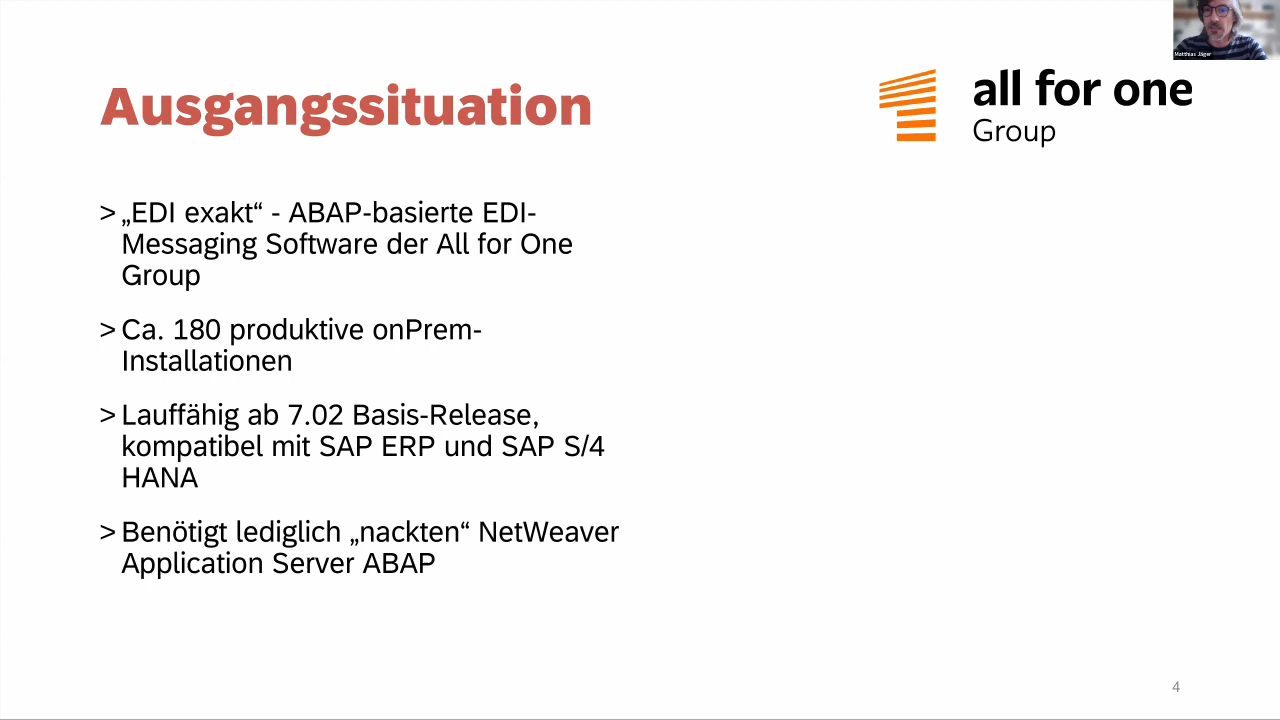 Matthias Jäger
Ausgangssituation
all for one
Group
> „EDI exakt“ - ABAP-basierte EDI-
Messaging Software der All for One
Group
> Ca. 180 produktive onPrem-
Installationen
> Lauffähig ab 7.02 Basis-Release,
kompatibel mit SAP ERP und SAP S/4
HANA
> Benötigt lediglich „nackten“ NetWeaver
Application Server ABAP
4